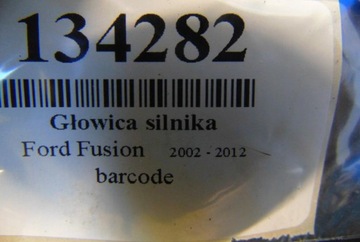 134282
Głowica silnika
Ford Fusion 2002 - 2012
barcode